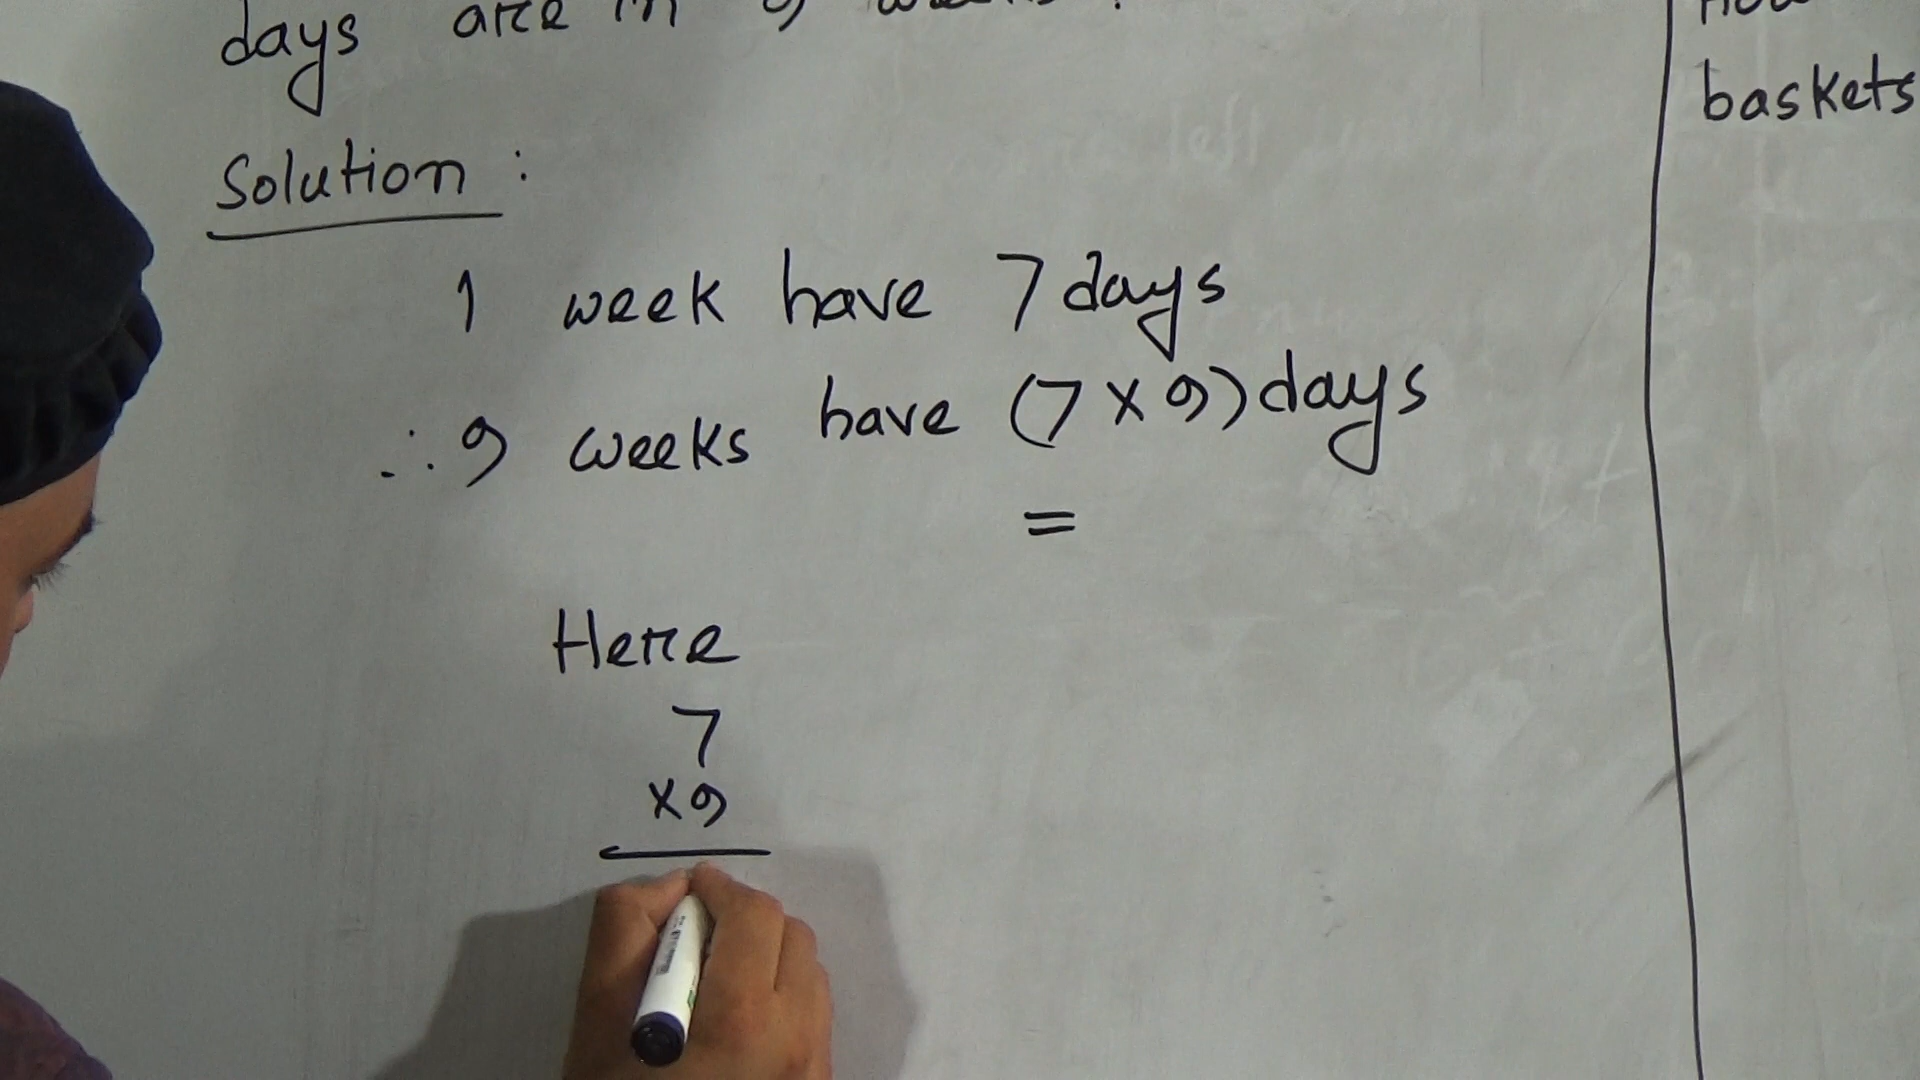 days are in 9 weeks?
Solution :
1 week have 7 days
∴ 9 weeks have (7 × 9) days
=
Here
7
× 9
How
baskets